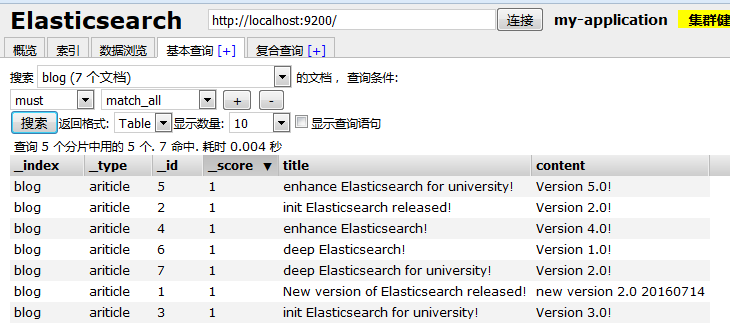 Elasticsearch http://localhost:9200/ 连接 my-application 集群健
概览 索引 数据浏览 基本查询 [+] 复合查询 [+]
搜索 blog (7 个文档) 的文档， 查询条件:
must match_all + -
搜索 返回格式: Table 显示数量: 10 显示查询语句
查询 5 个分片中用的 5 个. 7 命中. 耗时 0.004 秒
_index _type _id _score ▼ title content
blog ariticle 5 1 enhance Elasticsearch for university! Version 5.0!
blog ariticle 2 1 init Elasticsearch released! Version 2.0!
blog ariticle 4 1 enhance Elasticsearch! Version 4.0!
blog ariticle 6 1 deep Elasticsearch! Version 1.0!
blog ariticle 7 1 deep Elasticsearch for university! Version 2.0!
blog ariticle 1 1 New version of Elasticsearch released! new version 2.0 20160714
blog ariticle 3 1 init Elasticsearch for university! Version 3.0!